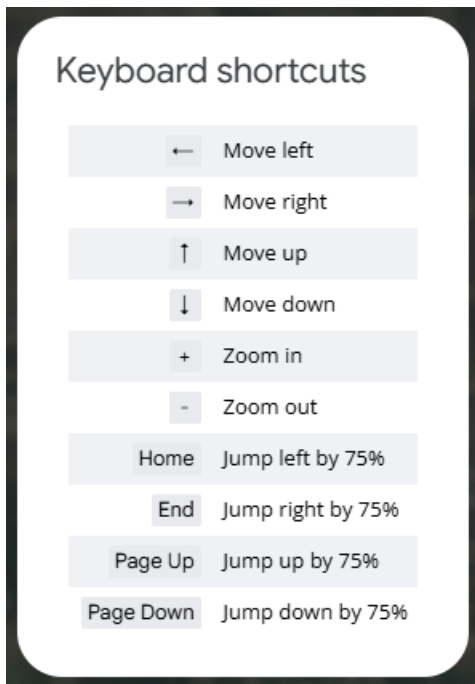 Keyboard shortcuts
← Move left
→ Move right
↑ Move up
↓ Move down
+ Zoom in
- Zoom out
Home Jump left by 75%
End Jump right by 75%
Page Up Jump up by 75%
Page Down Jump down by 75%